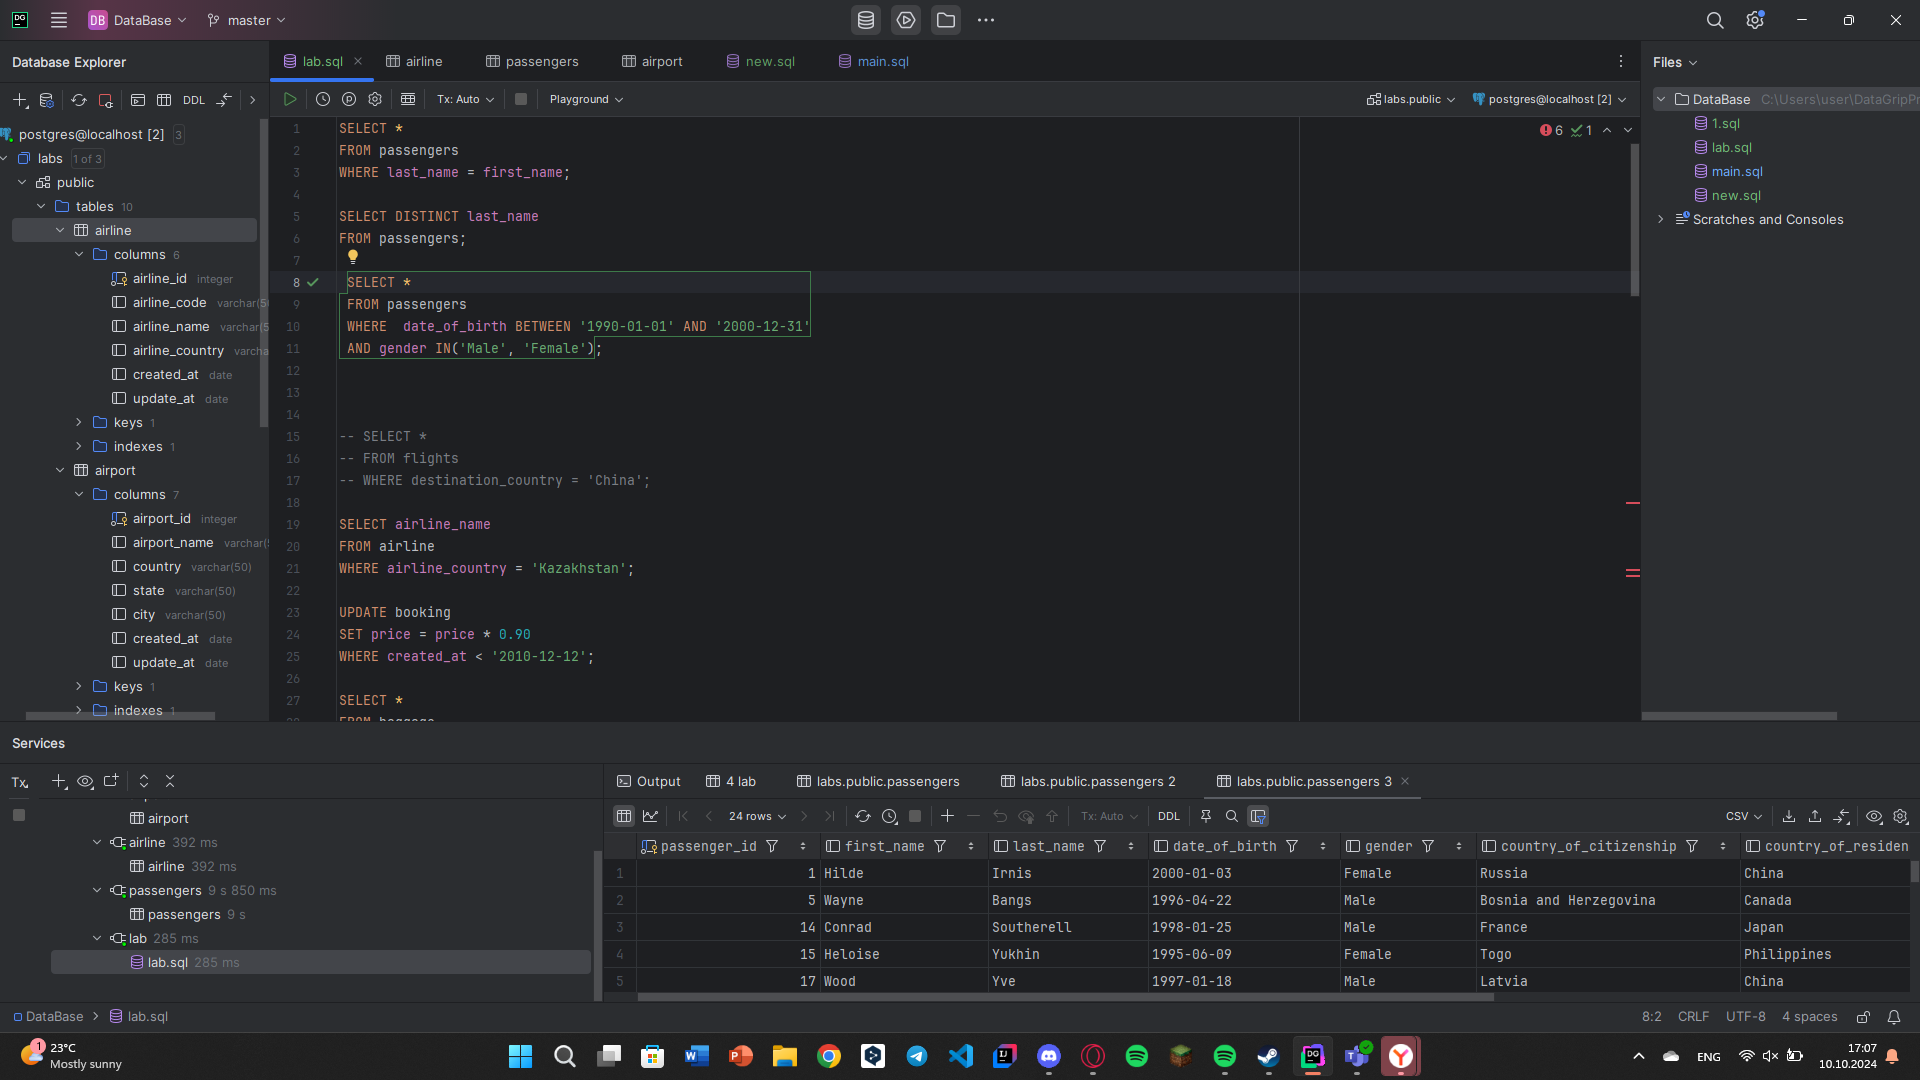 DG
DB DataBase
master
Database Explorer
DDL
postgres@localhost [2] 3
labs 1 of 3
public
tables 10
airline
columns 6
airline_id integer
airline_code varchar(50
airline_name varchar(5
airline_country varcha
created_at date
update_at date
keys 1
indexes 1
airport
columns 7
airport_id integer
airport_name varchar(
country varchar(50)
state varchar(50)
city varchar(50)
created_at date
update_at date
keys 1
indexes 1
lab.sql
airline
passengers
airport
new.sql
main.sql
Tx: Auto
Playground
labs.public
postgres@localhost [2]
6 1
1 SELECT *
2 FROM passengers
3 WHERE last_name = first_name;
4
5 SELECT DISTINCT last_name
6 FROM passengers;
7
8 SELECT *
9 FROM passengers
10 WHERE  date_of_birth BETWEEN '1990-01-01' AND '2000-12-31'
11 AND gender IN('Male', 'Female');
12
13
14
15 -- SELECT *
16 -- FROM flights
17 -- WHERE destination_country = 'China';
18
19 SELECT airline_name
20 FROM airline
21 WHERE airline_country = 'Kazakhstan';
22
23 UPDATE booking
24 SET price = price * 0.90
25 WHERE created_at < '2010-12-12';
26
27 SELECT *
Files
DataBase C:\Users\user\DataGripPr
1.sql
lab.sql
main.sql
new.sql
Scratches and Consoles
Services
Tx
airport
airline 392 ms
airline 392 ms
passengers 9 s 850 ms
passengers 9 s
lab 285 ms
lab.sql 285 ms
Output
4 lab
labs.public.passengers
labs.public.passengers 2
labs.public.passengers 3
24 rows
Tx: Auto
DDL
CSV
passenger_id first_name last_name date_of_birth gender country_of_citizenship country_of_residen
1 1 Hilde Irnis 2000-01-03 Female Russia China
2 5 Wayne Bangs 1996-04-22 Male Bosnia and Herzegovina Canada
3 14 Conrad Southerell 1998-01-25 Male France Japan
4 15 Heloise Yukhin 1995-06-09 Female Togo Philippines
5 17 Wood Yve 1997-01-18 Male Latvia China
DataBase > lab.sql
8:2 CRLF UTF-8 4 spaces
1
23°C
Mostly sunny
ENG
17:07
10.10.2024